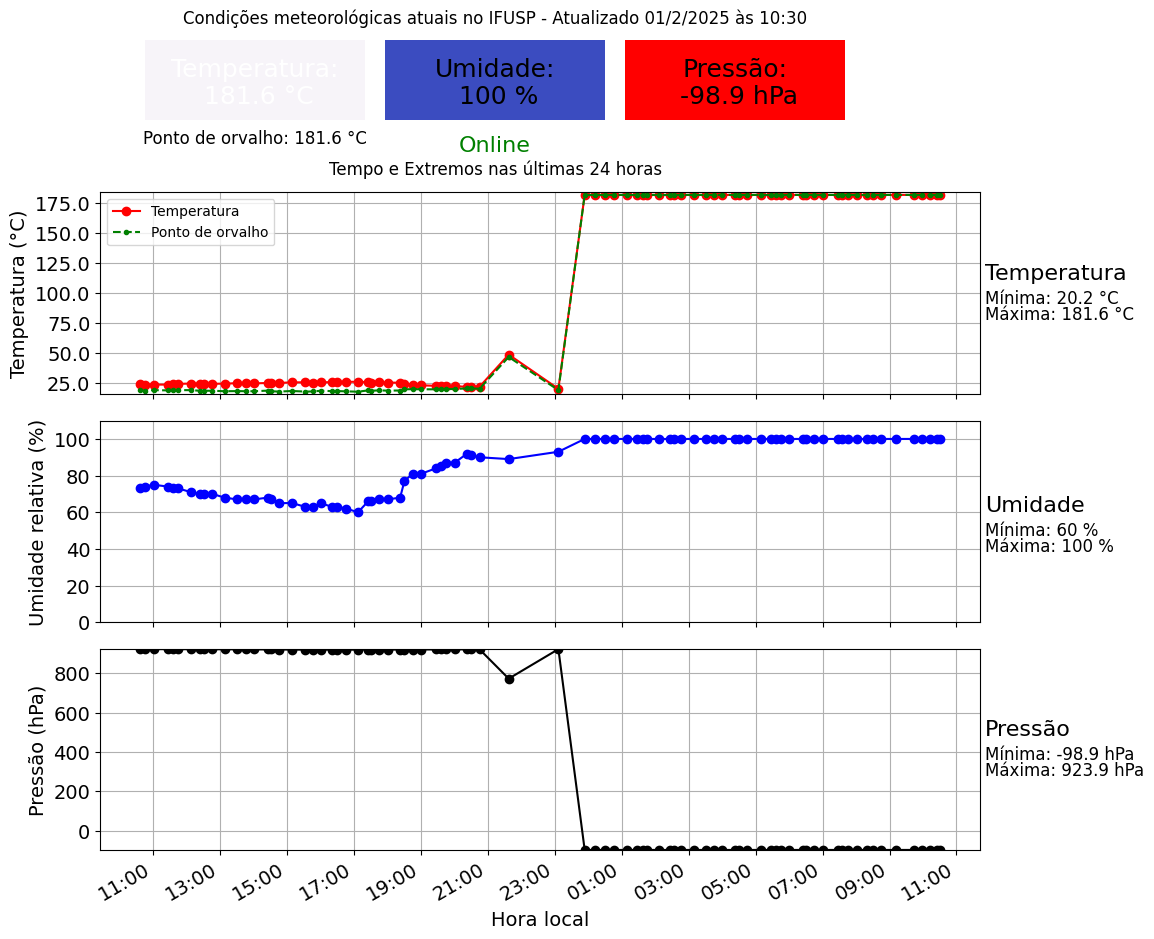 Condições meteorológicas atuais no IFUSP - Atualizado 01/2/2025 às 10:30
Temperatura:
181.6 °C
Umidade:
100 %
Pressão:
-98.9 hPa
Ponto de orvalho: 181.6 °C
Online
Tempo e Extremos nas últimas 24 horas
Temperatura (°C)
175.0
150.0
125.0
100.0
75.0
50.0
25.0
Temperatura
Ponto de orvalho
Temperatura
Mínima: 20.2 °C
Máxima: 181.6 °C
Umidade relativa (%)
100
80
60
40
20
0
Umidade
Mínima: 60 %
Máxima: 100 %
Pressão (hPa)
800
600
400
200
0
Pressão
Mínima: -98.9 hPa
Máxima: 923.9 hPa
11:00 13:00 15:00 17:00 19:00 21:00 23:00 01:00 03:00 05:00 07:00 09:00 11:00
Hora local